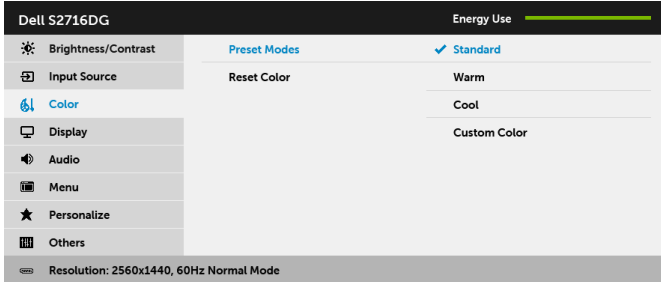 Dell S2716DG Energy Use
Brightness/Contrast Preset Modes Standard
Input Source Reset Color Warm
Color Cool
Display Custom Color
Audio
Menu
Personalize
Others
Resolution: 2560x1440, 60Hz Normal Mode